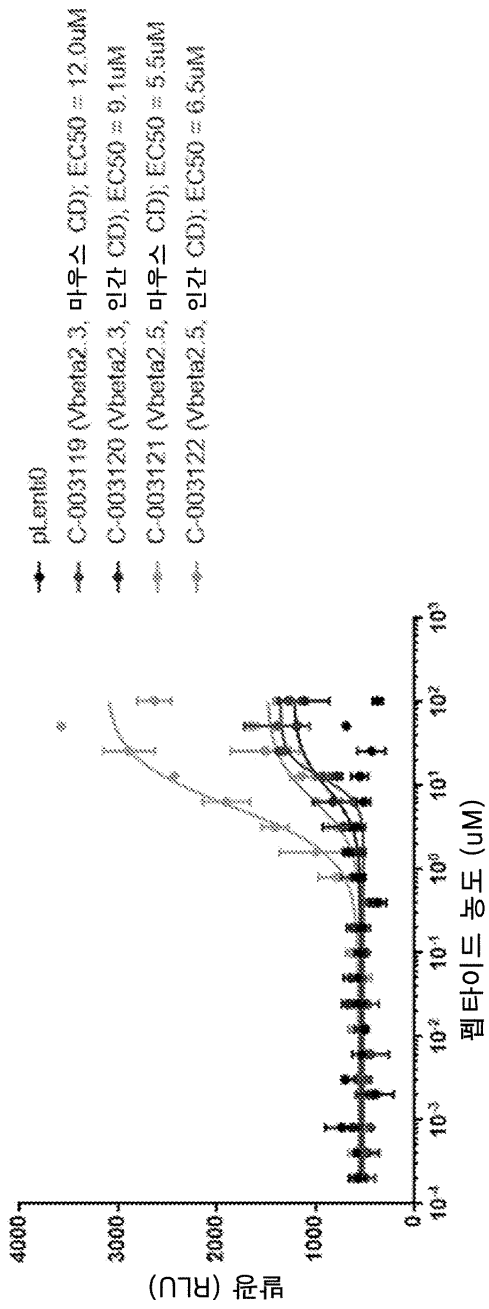 pLenti0
C-003119 (Vbeta2.3, 마우스 CD); EC50 = 12.0uM
C-003120 (Vbeta2.3, 인간 CD); EC50 = 9.1uM
C-003121 (Vbeta2.5, 마우스 CD); EC50 = 5.5uM
C-003122 (Vbeta2.5, 인간 CD); EC50 = 6.5uM
발광 (RLU)
4000
3000
2000
1000
0
10⁻⁴
10⁻³
10⁻²
10⁻¹
10⁰
10¹
10²
10³
펩타이드 농도 (uM)